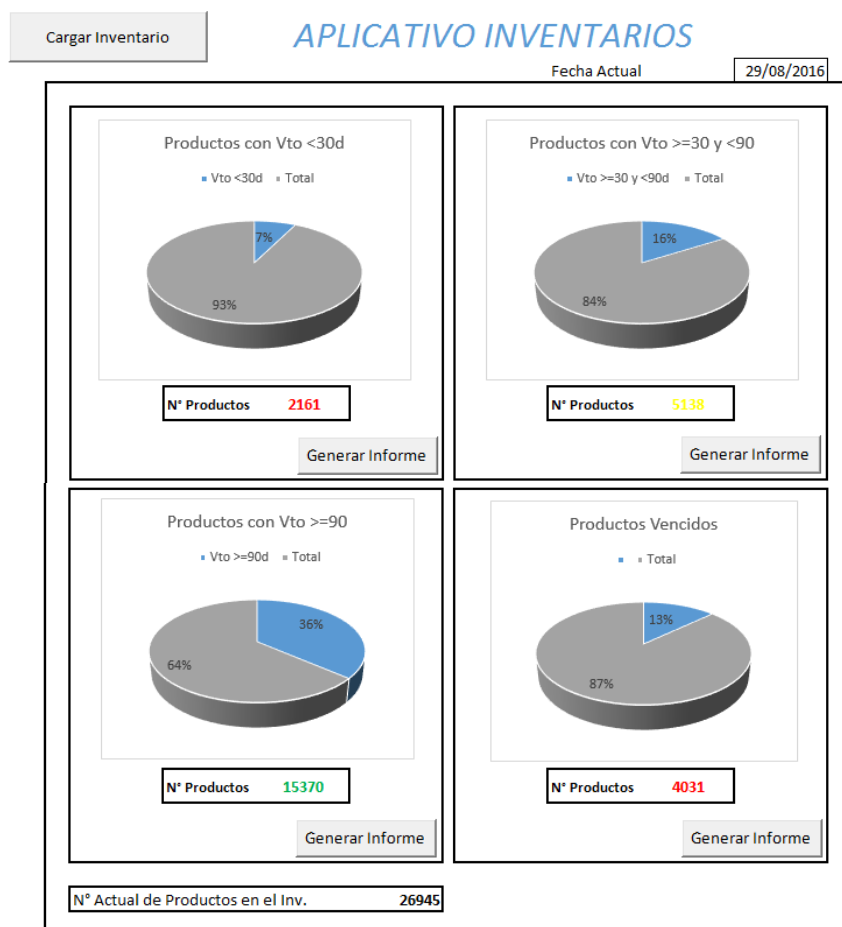 Cargar Inventario
APLICATIVO INVENTARIOS
Fecha Actual 29/08/2016
Productos con Vto <30d
Vto <30d Total
7%
93%
N° Productos 2161
Generar Informe
Productos con Vto >=30 y <90
Vto >=30 y <90d Total
16%
84%
N° Productos 5138
Generar Informe
Productos con Vto >=90
Vto >=90d Total
36%
64%
N° Productos 15370
Generar Informe
Productos Vencidos
Total
13%
87%
N° Productos 4031
Generar Informe
N° Actual de Productos en el Inv. 26945